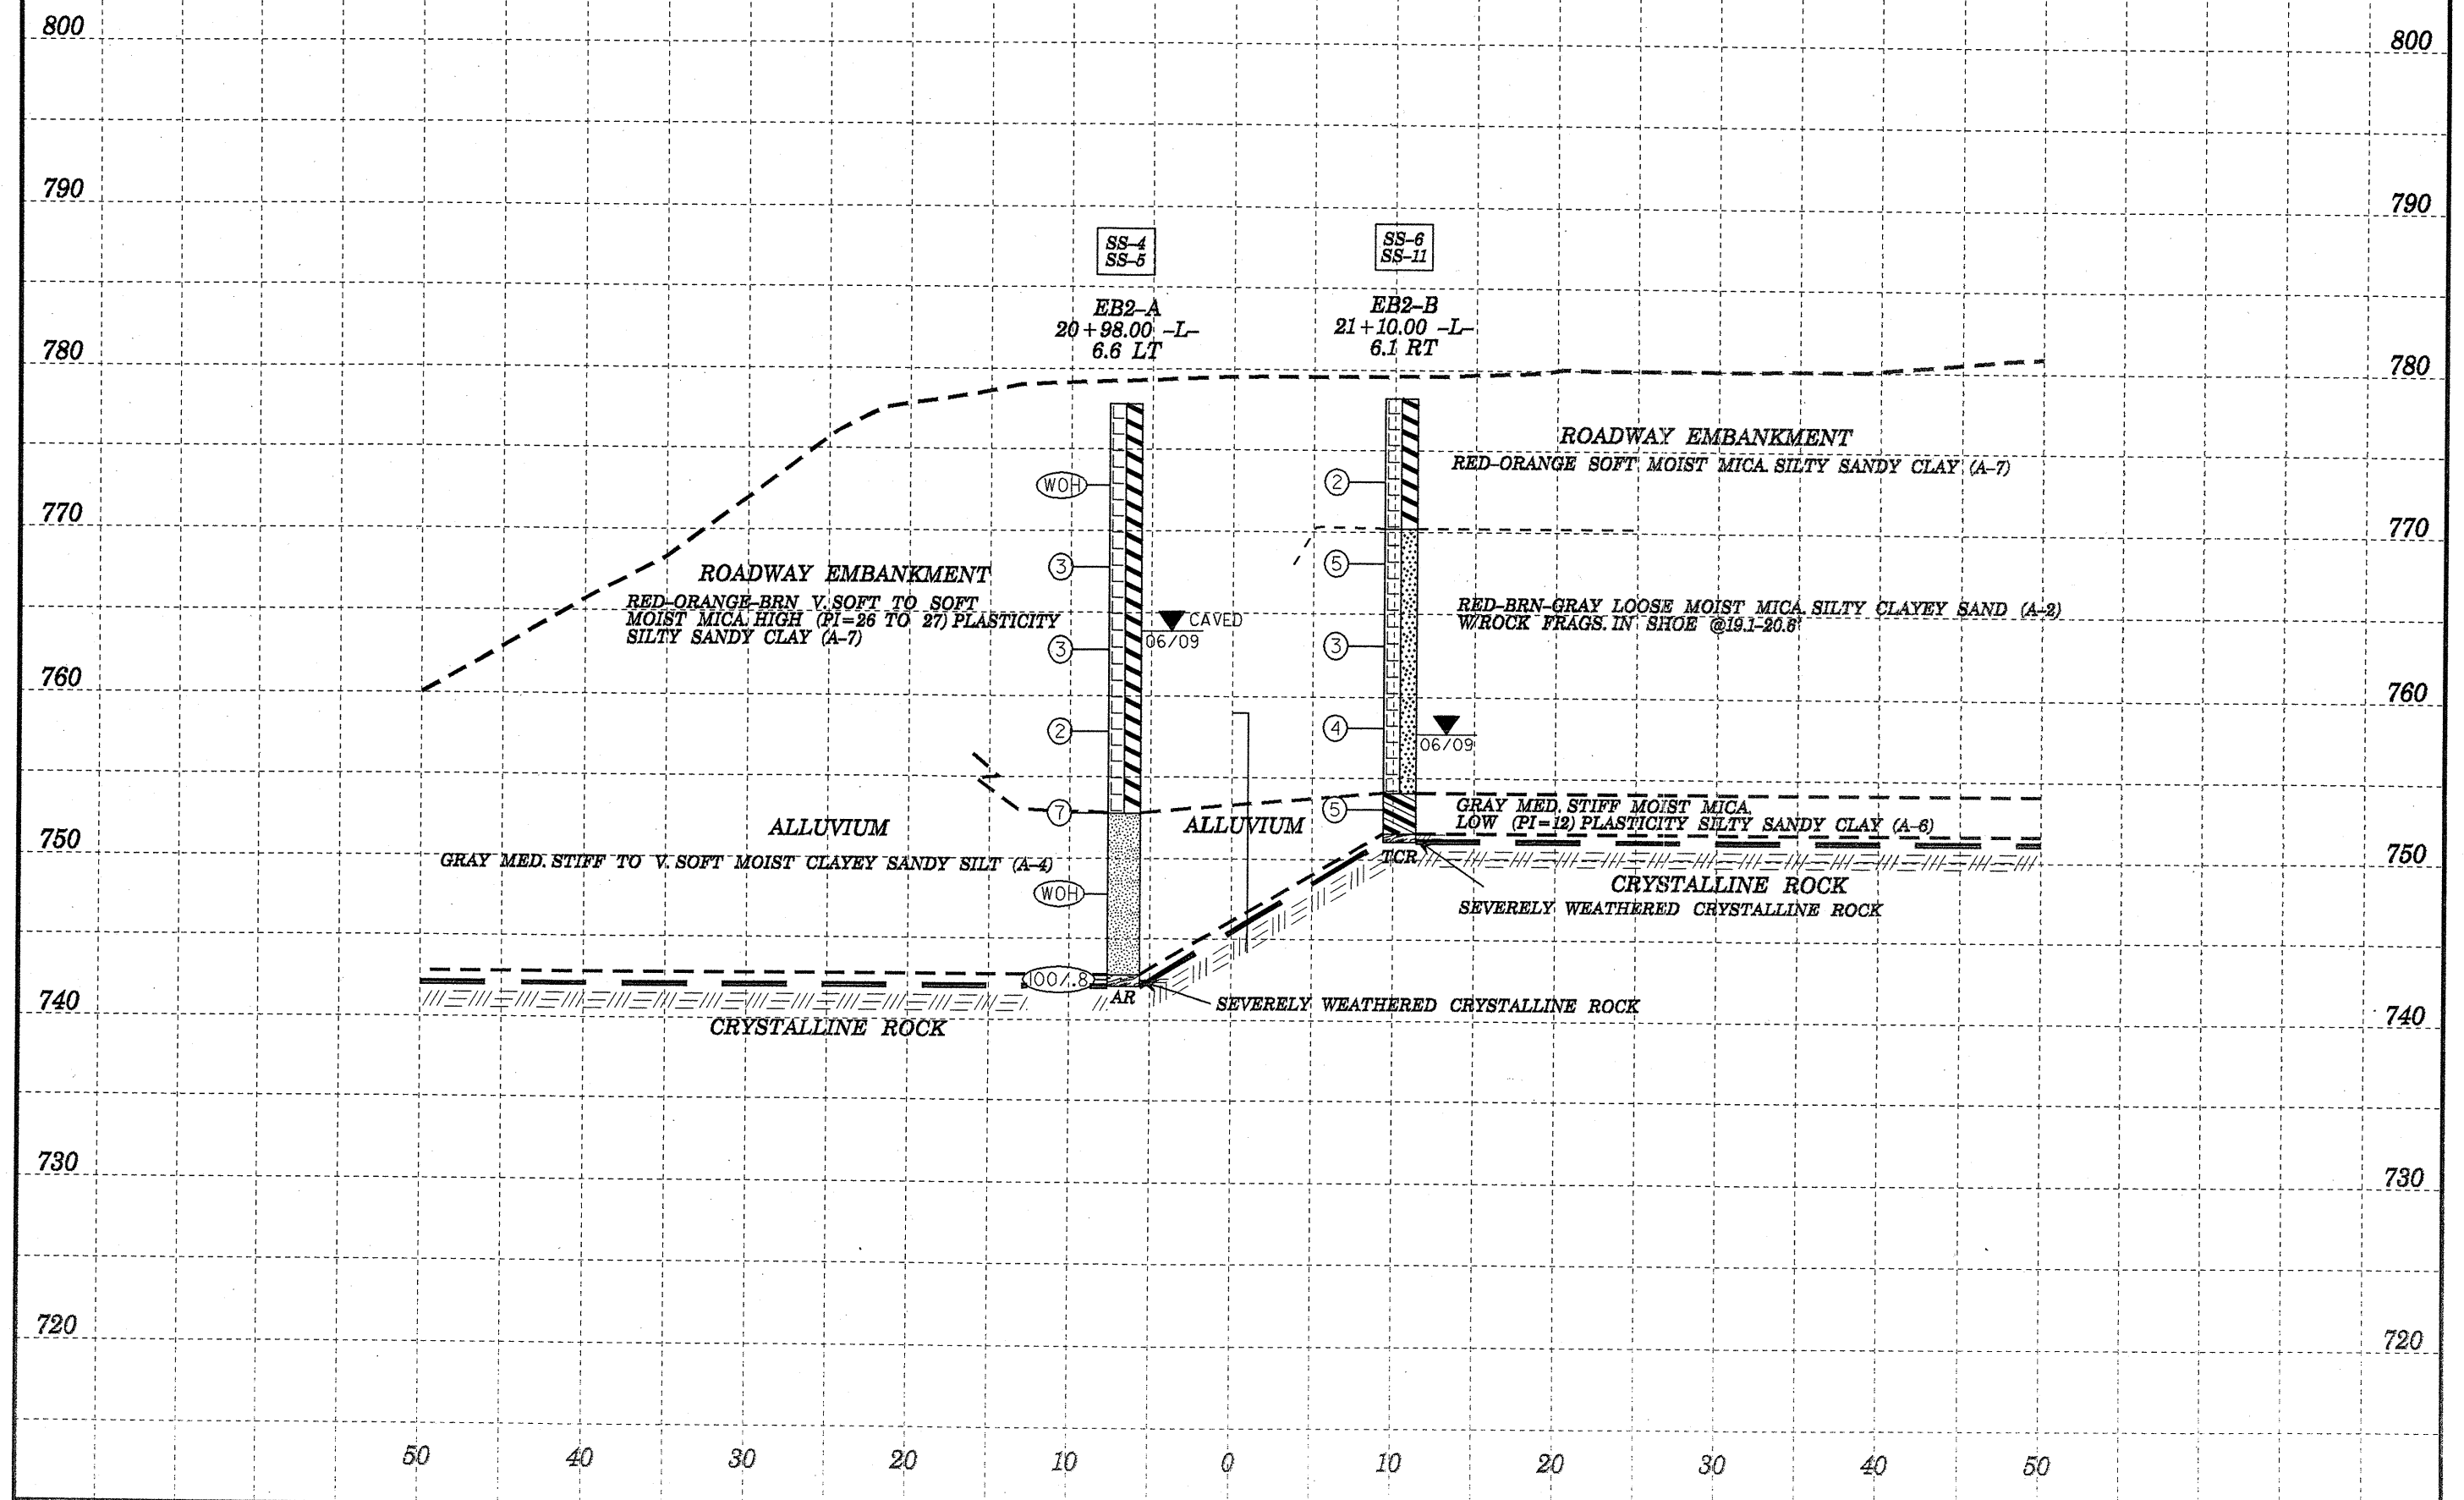 800
800
790
790
SS-4
SS-5
SS-6
SS-11
EB2-A
20+98.00 -L-
6.6 LT
EB2-B
21+10.00 -L-
6.1 RT
780
780
ROADWAY EMBANKMENT
RED-ORANGE SOFT MOIST MICA. SILTY SANDY CLAY (A-7)
WOH
2
770
770
3
5
ROADWAY EMBANKMENT
RED-ORANGE-BRN V. SOFT TO SOFT
MOIST MICA. HIGH (PI=26 TO 27) PLASTICITY
SILTY SANDY CLAY (A-7)
CAVED
06/09
RED-BRN-GRAY LOOSE MOIST MICA. SILTY CLAYEY SAND (A-2)
W/ROCK FRAGS. IN SHOE @19.1-20.6'
3
3
760
760
2
4
06/09
7
5
GRAY MED. STIFF MOIST MICA.
LOW (PI=12) PLASTICITY SILTY SANDY CLAY (A-6)
ALLUVIUM
ALLUVIUM
750
750
GRAY MED. STIFF TO V. SOFT MOIST CLAYEY SANDY SILT (A-4)
TCR
WOH
CRYSTALLINE ROCK
SEVERELY WEATHERED CRYSTALLINE ROCK
100/.8
AR
SEVERELY WEATHERED CRYSTALLINE ROCK
740
740
CRYSTALLINE ROCK
730
730
720
720
50 40 30 20 10 0 10 20 30 40 50